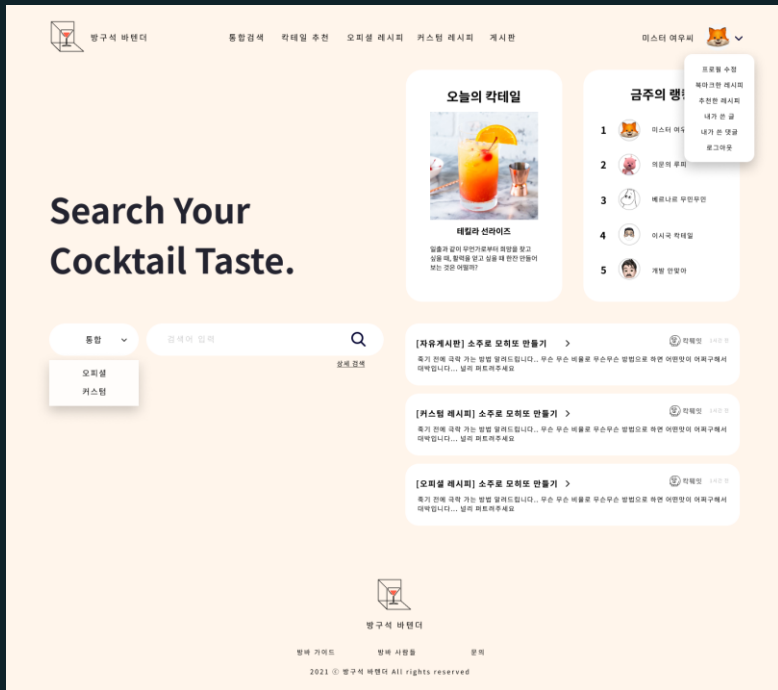 방구석 바텐더
통합검색 칵테일 추천 오피셜 레시피 커스텀 레시피 게시판
미스터 여우씨
프로필 수정
북마크한 레시피
추천한 레시피
내가 쓴 글
내가 쓴 댓글
로그아웃
오늘의 칵테일
테킬라 선라이즈
일출과 같이 무언가로부터 희망을 찾고
싶을 때, 활력을 얻고 싶을 때 한잔 만들어
보는 것은 어떨까?
금주의 랭킹
1 미스터 여우
2 의문의 루피
3 베르나르 무민무민
4 이시국 칵테일
5 개발 안맡아
Search Your
Cocktail Taste.
통합
오피셜
커스텀
검색어 입력
상세 검색
[자유게시판] 소주로 모히또 만들기
죽기 전에 극락 가는 방법 알려드립니다.. 무슨 무슨 비율로 무슨무슨 방법으로 하면 어떤맛이 어쩌구해서
대박입니다... 널리 퍼트려주세요
[커스텀 레시피] 소주로 모히또 만들기
죽기 전에 극락 가는 방법 알려드립니다.. 무슨 무슨 비율로 무슨무슨 방법으로 하면 어떤맛이 어쩌구해서
대박입니다... 널리 퍼트려주세요
[오피셜 레시피] 소주로 모히또 만들기
죽기 전에 극락 가는 방법 알려드립니다.. 무슨 무슨 비율로 무슨무슨 방법으로 하면 어떤맛이 어쩌구해서
대박입니다... 널리 퍼트려주세요
방구석 바텐더
방바 가이드 방바 사람들 문의
2021 ⓒ 방구석 바텐더 All rights reserved